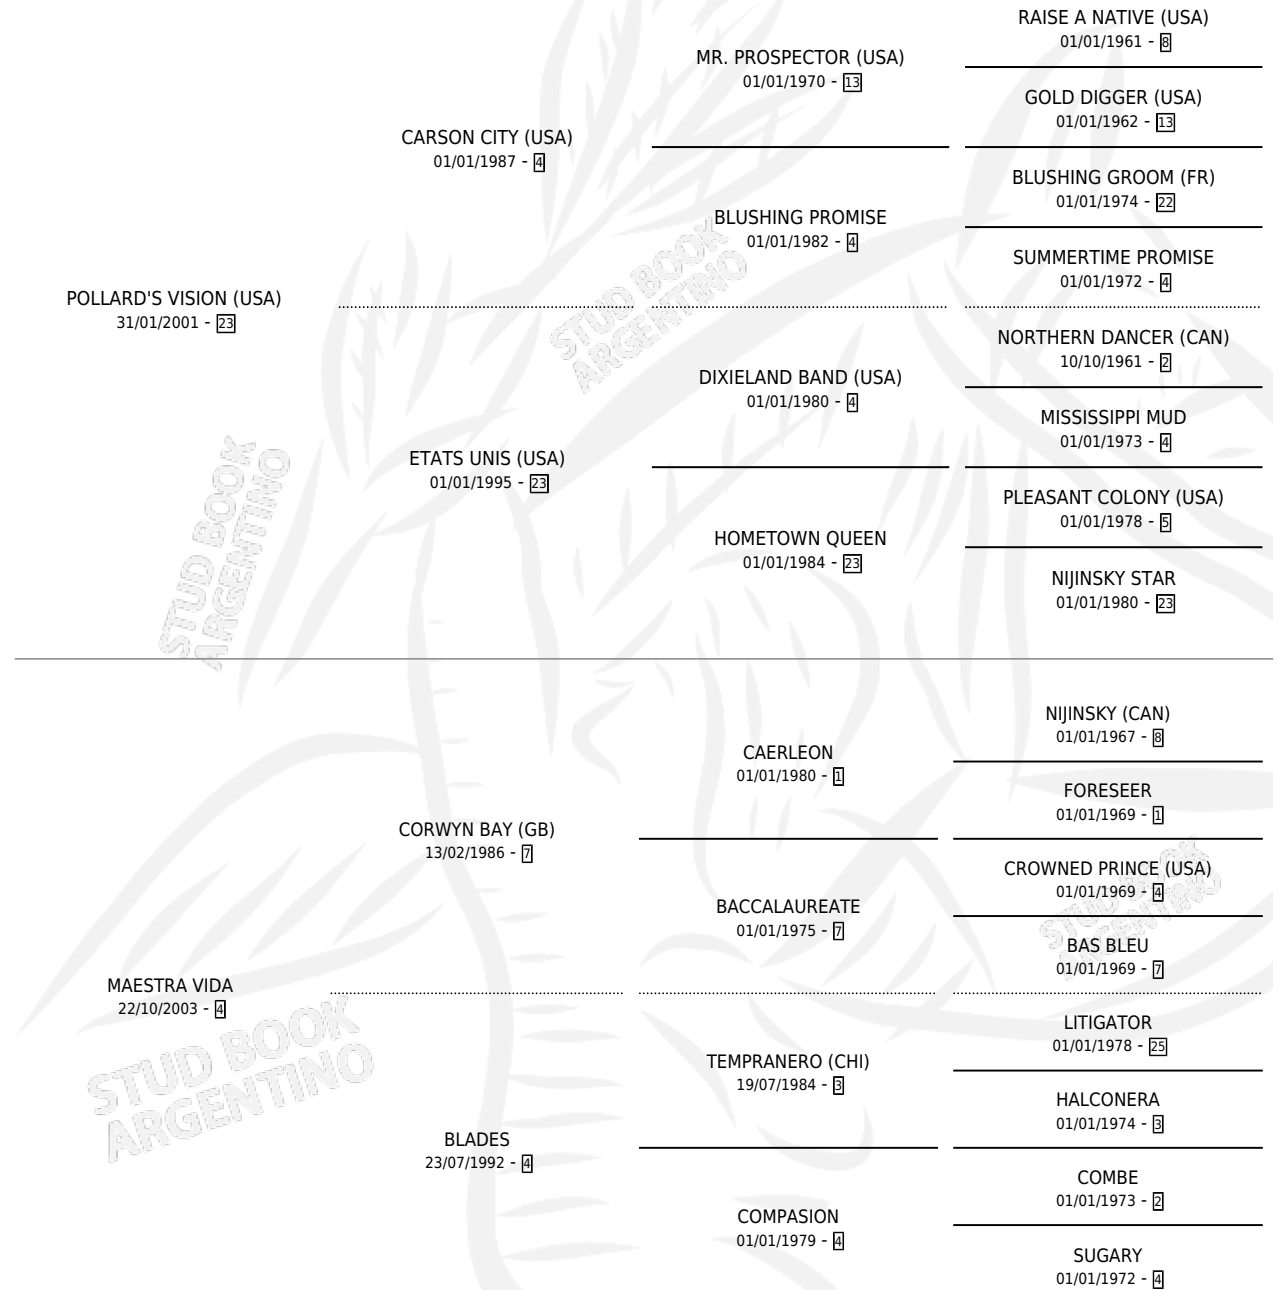 RAISE A NATIVE (USA)
01/01/1961 - 8
MR. PROSPECTOR (USA)
01/01/1970 - 13
GOLD DIGGER (USA)
01/01/1962 - 13
CARSON CITY (USA)
01/01/1987 - 4
BLUSHING GROOM (FR)
01/01/1974 - 22
BLUSHING PROMISE
01/01/1982 - 4
SUMMERTIME PROMISE
01/01/1972 - 4
POLLARD'S VISION (USA)
31/01/2001 - 23
STUD BOOK
ARGENTINO
NORTHERN DANCER (CAN)
10/10/1961 - 2
DIXIELAND BAND (USA)
01/01/1980 - 4
MISSISSIPPI MUD
01/01/1973 - 4
ETATS UNIS (USA)
01/01/1995 - 23
PLEASANT COLONY (USA)
01/01/1978 - 5
HOMETOWN QUEEN
01/01/1984 - 23
NIJINSKY STAR
01/01/1980 - 23
STUD BOOK
ARGENTINO
NIJINSKY (CAN)
01/01/1967 - 8
CAERLEON
01/01/1980 - 1
FORESEER
01/01/1969 - 1
CORWYN BAY (GB)
13/02/1986 - 7
CROWNED PRINCE (USA)
01/01/1969 - 4
BACCALAUREATE
01/01/1975 - 7
BAS BLEU
01/01/1969 - 7
STUD BOOK
ARGENTINO
MAESTRA VIDA
22/10/2003 - 4
LITIGATOR
01/01/1978 - 25
TEMPRANERO (CHI)
19/07/1984 - 3
HALCONERA
01/01/1974 - 3
BLADES
23/07/1992 - 4
COMBE
01/01/1973 - 2
COMPASION
01/01/1979 - 4
SUGARY
01/01/1972 - 4
STUD BOOK
ARGENTINO